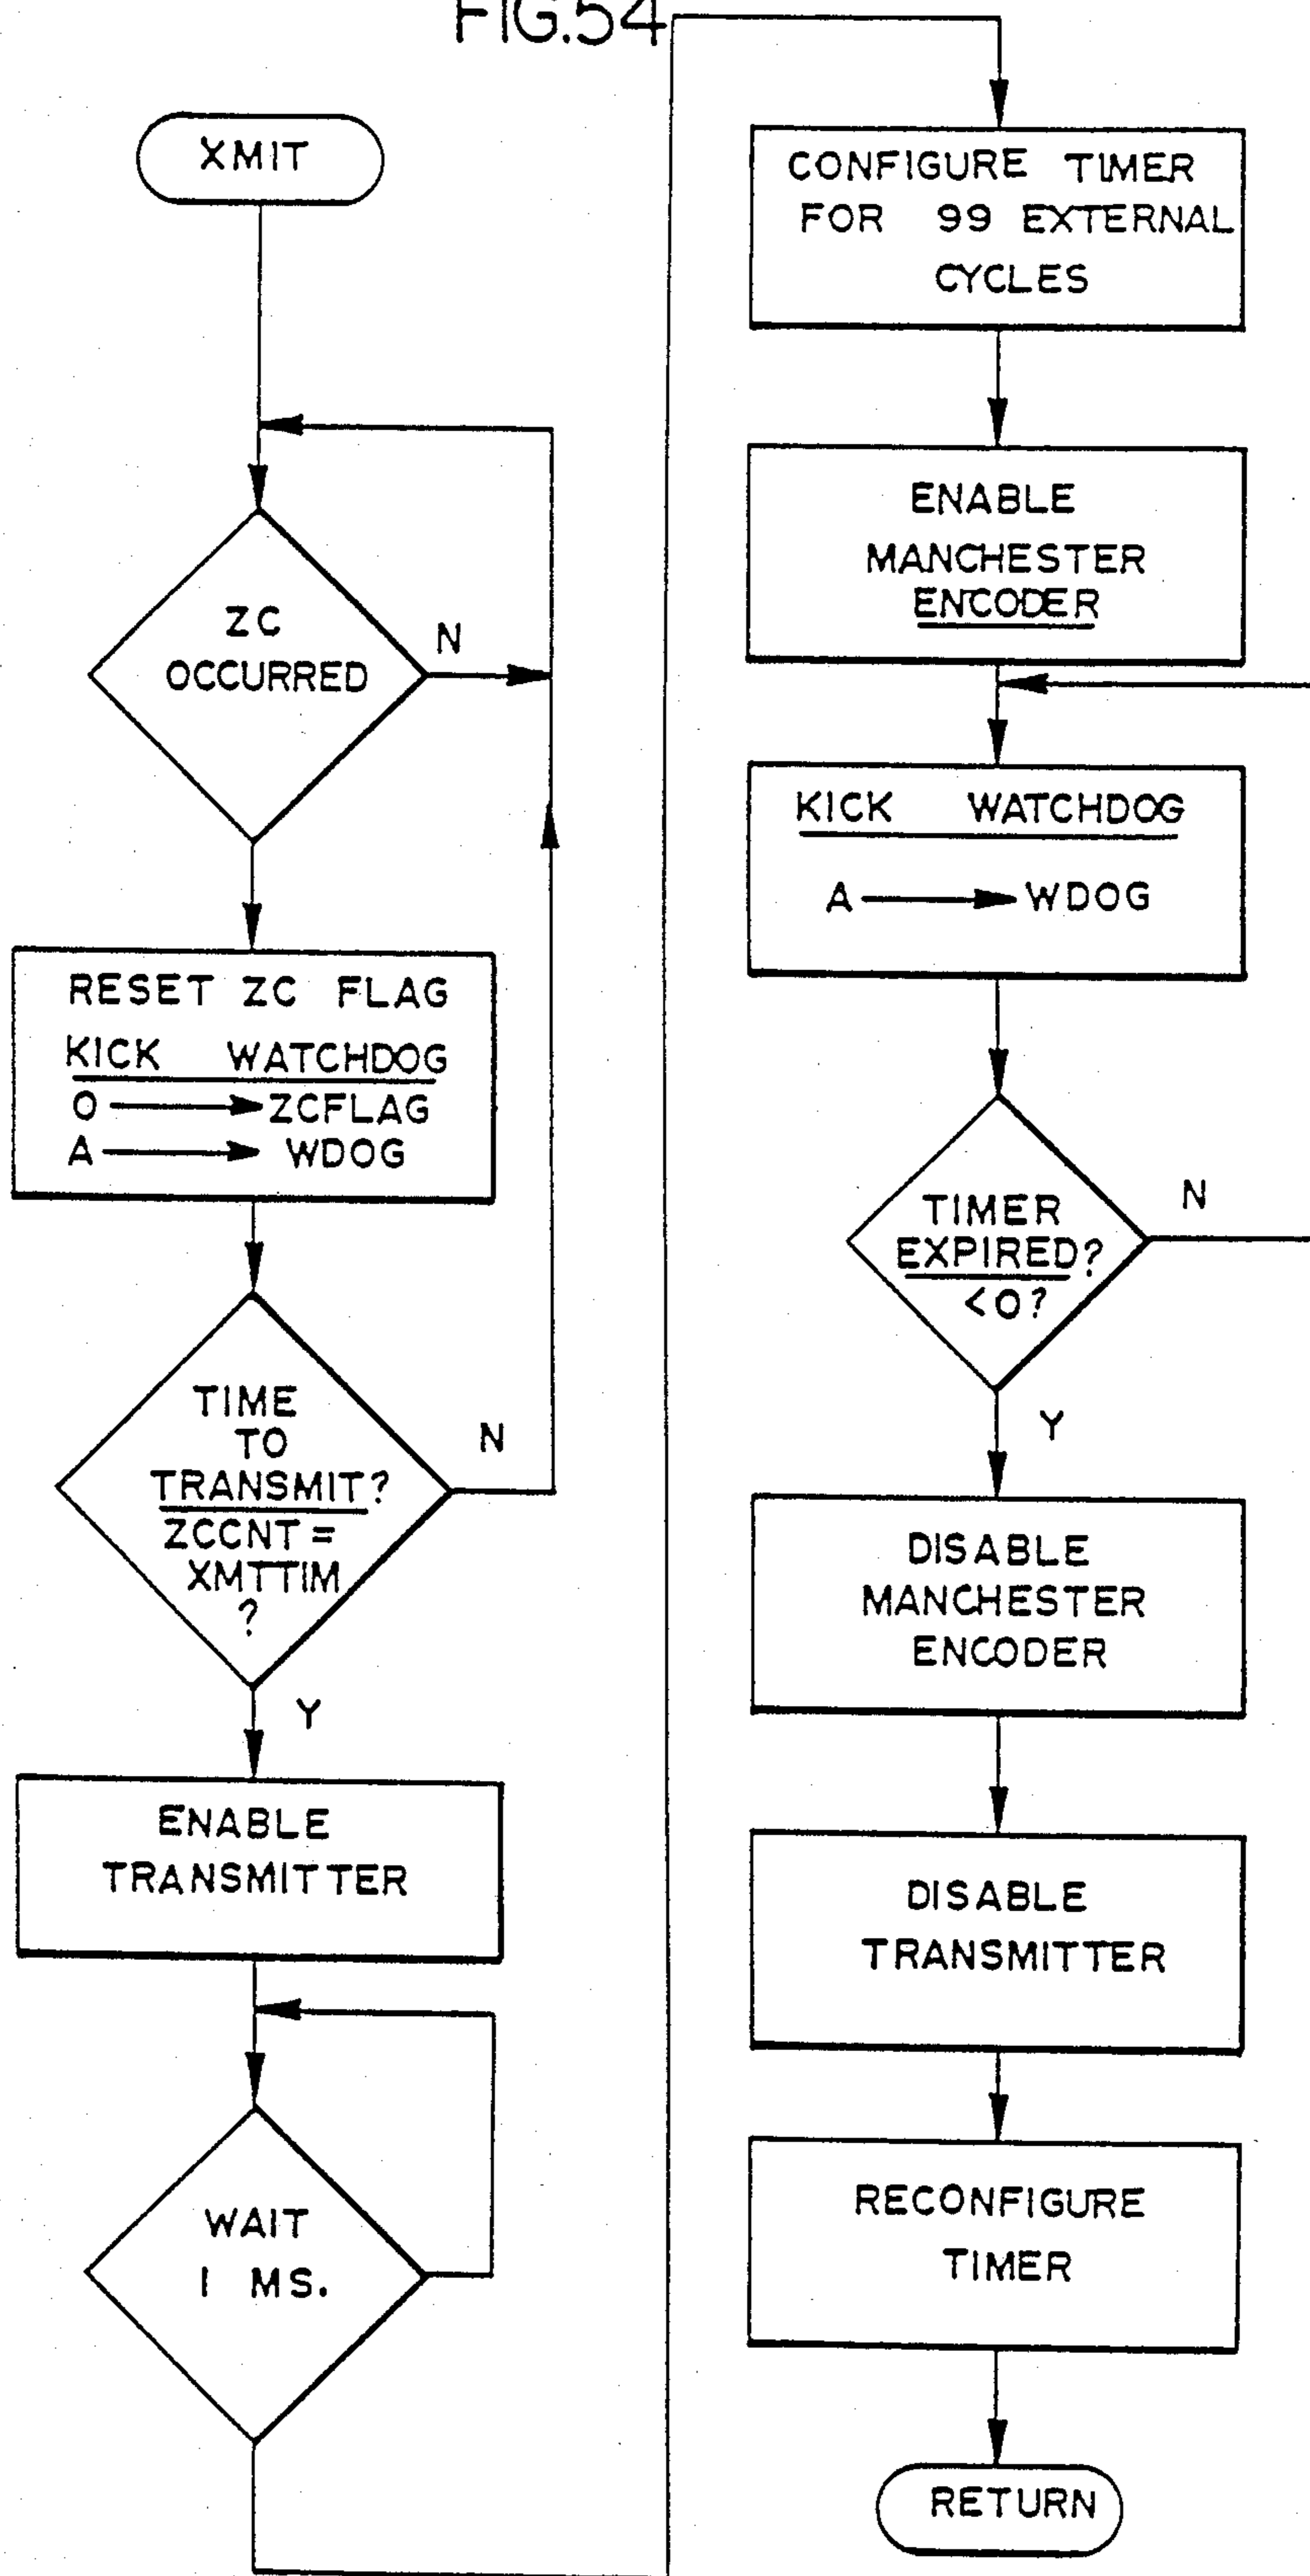 FIG.54
XMIT
ZC
OCCURRED
N
RESET ZC FLAG
KICK WATCHDOG
0 → ZCFLAG
A → WDOG
TIME
TO
TRANSMIT?
ZCCNT =
XMTTIM
?
N
Y
ENABLE
TRANSMITTER
WAIT
1 MS.
CONFIGURE TIMER
FOR 99 EXTERNAL
CYCLES
ENABLE
MANCHESTER
ENCODER
KICK WATCHDOG
A → WDOG
TIMER
EXPIRED?
<0?
N
Y
DISABLE
MANCHESTER
ENCODER
DISABLE
TRANSMITTER
RECONFIGURE
TIMER
RETURN